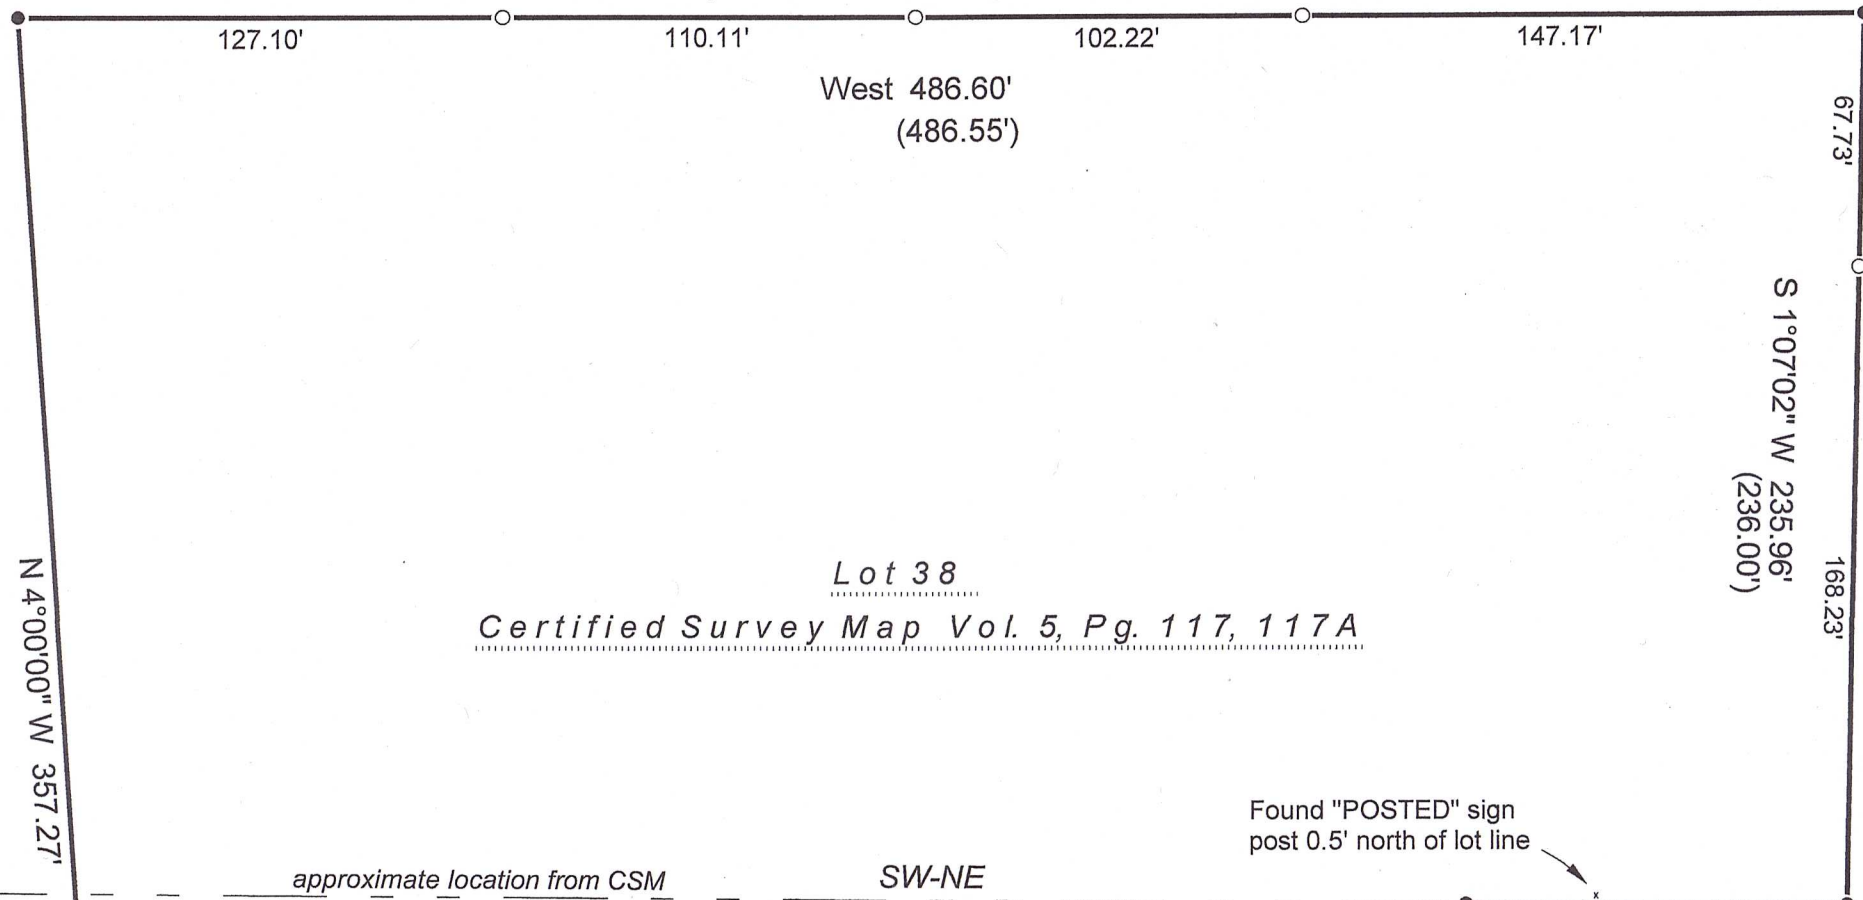 127.10'
110.11'
102.22'
147.17'
West 486.60'
(486.55')
67.73'
S 1°07'02" W 235.96'
(236.00')
168.23'
N 4°00'00" W 357.27'
Lot 38
Certified Survey Map Vol. 5, Pg. 117, 117A
Found "POSTED" sign
post 0.5' north of lot line
approximate location from CSM
SW-NE
x